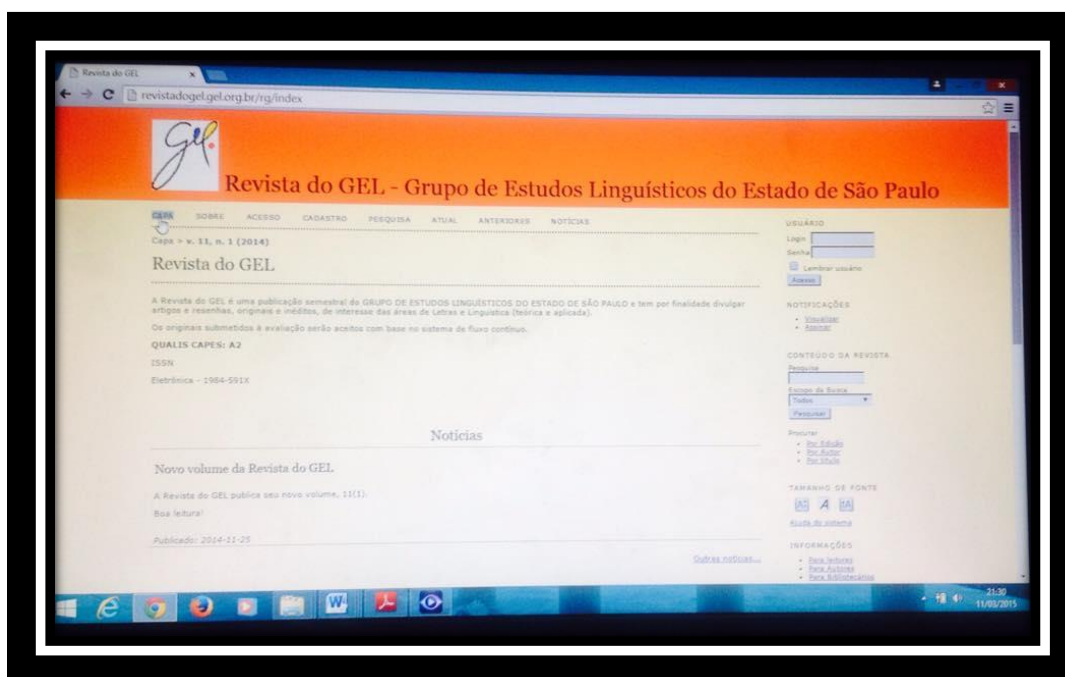 Revista do GEL
revistadogel.gel.org.br/rg/index
gel.
Revista do GEL - Grupo de Estudos Linguísticos do Estado de São Paulo
CAPA SOBRE ACESSO CADASTRO PESQUISA ATUAL ANTERIORES NOTÍCIAS
Capa > v. 11, n. 1 (2014)
Revista do GEL
A Revista do GEL é uma publicação semestral do GRUPO DE ESTUDOS LINGUÍSTICOS DO ESTADO DE SÃO PAULO e tem por finalidade divulgar
artigos e resenhas, originais e inéditos, de interesse das áreas de Letras e Linguística (teórica e aplicada).
Os originais submetidos à avaliação serão aceitos com base no sistema de fluxo contínuo.
QUALIS CAPES: A2
ISSN
Eletrônica - 1984-591X
Notícias
Novo volume da Revista do GEL
A Revista do GEL publica seu novo volume, 11(1).
Boa leitura!
Publicado: 2014-11-25
Outras notícias...
USUÁRIO
Login
Senha
Lembrar usuário
Acesso
NOTIFICAÇÕES
Visualizar
Assinar
CONTEÚDO DA REVISTA
Pesquisa
Escopo da Busca
Todos
Pesquisar
Procurar
Por Edição
Por Autor
Por título
TAMANHO DE FONTE
Ajuda do sistema
INFORMAÇÕES
Para leitores
Para Autores
Para Bibliotecários
21:30
11/03/2015